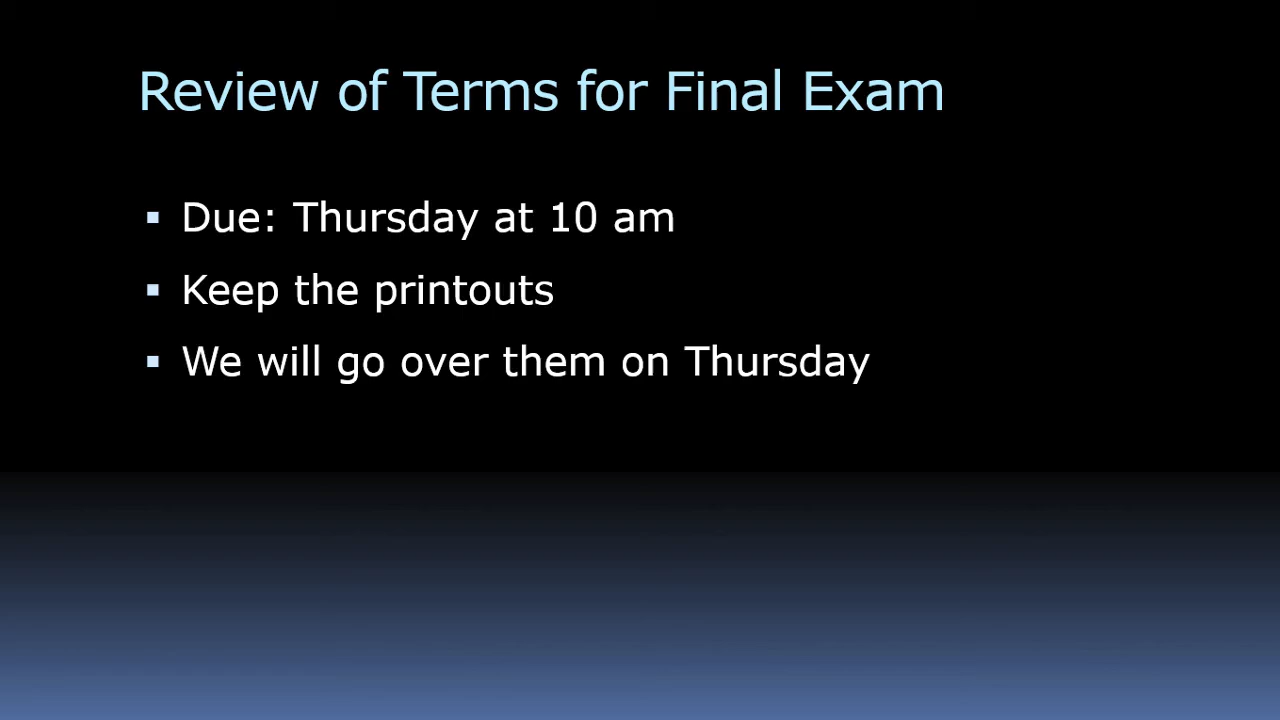 Review of Terms for Final Exam
▪ Due: Thursday at 10 am
▪ Keep the printouts
▪ We will go over them on Thursday